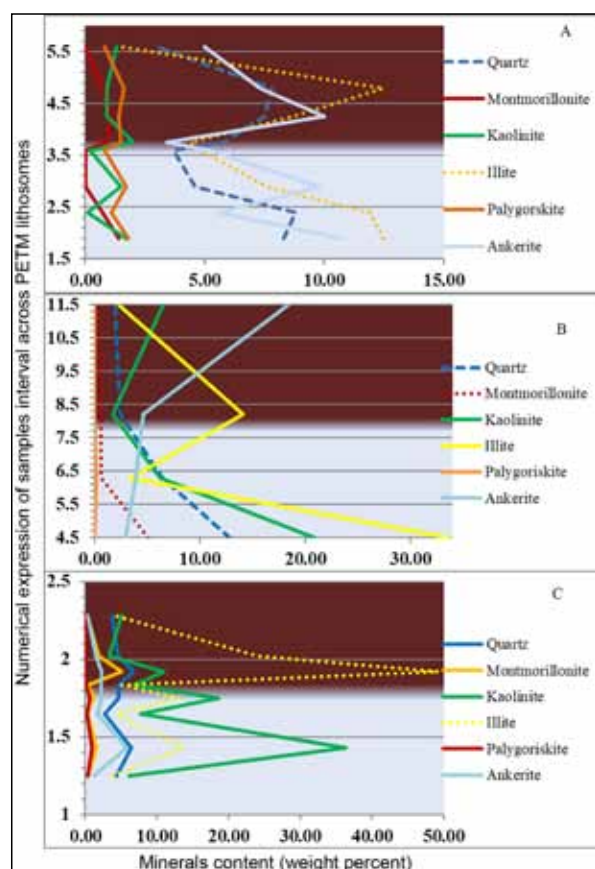 Numerical expression of samples interval across PETM lithosomes
A
5.5
4.5
3.5
2.5
1.5
0.00
5.00
10.00
15.00
Quartz
Montmorillonite
Kaolinite
Illite
Palygorskite
Ankerite
B
11.5
10.5
9.5
8.5
7.5
6.5
5.5
4.5
0.00
10.00
20.00
30.00
Quartz
Montmorillonite
Kaolinite
Illite
Palygoriskite
Ankerite
C
2.5
2
1.5
1
0.00
10.00
20.00
30.00
40.00
50.00
Quartz
Montmorillonite
Kaolinite
Illite
Palygoriskite
Ankerite
Minerals content (weight percent)